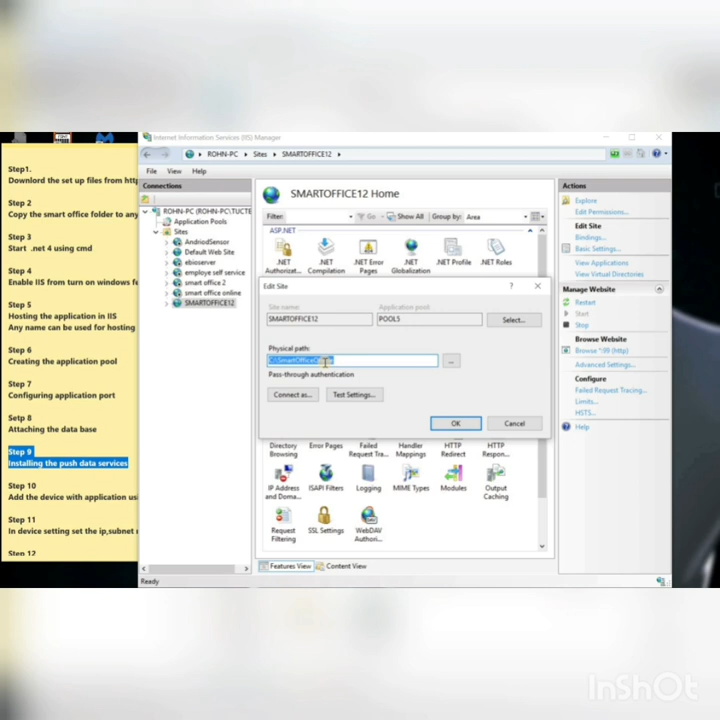 Step1.
Downlord the set up files from http
Step 2
Copy the smart office folder to any
Step 3
Start .net 4 using cmd
Step 4
Enable IIS from turn on windows fe
Step 5
Hosting the application in IIS
Any name can be used for hosting
Step 6
Creating the application pool
Step 7
Configuring application port
Setp 8
Attaching the data base
Step 9
Installing the push data services
Step 10
Add the device with application us
Step 11
In device setting set the ip,subnet
Step 12
Internet Information Services (IIS) Manager
ROHN-PC
Sites
SMARTOFFICE12
File View Help
Connections
ROHN-PC (ROHN-PC\TUCTE
Application Pools
Sites
AndriodSensor
Default Web Site
ebioserver
employe self service
smart office 2
smart office online
SMARTOFFICE12
SMARTOFFICE12 Home
Filter: Go Show All Group by: Area
ASP.NET
.NET Authorizat...
.NET Compilation
.NET Error Pages
.NET Globalization
.NET Profile
.NET Roles
Edit Site
? X
Site name: Application pool:
SMARTOFFICE12 POOL5 Select...
Physical path:
...
Pass-through authentication
Connect as... Test Settings...
OK Cancel
Directory Browsing
Error Pages
Failed Request Tra...
Handler Mappings
HTTP Redirect
HTTP Respon...
IP Address and Doma...
ISAPI Filters
Logging
MIME Types
Modules
Output Caching
Request Filtering
SSL Settings
WebDAV Authori...
Features View Content View
Ready
Actions
Explore
Edit Permissions...
Edit Site
Bindings...
Basic Settings...
View Applications
View Virtual Directories
Manage Website
Restart
Start
Stop
Browse Website
Browse *:99 (http)
Advanced Settings...
Configure
Failed Request Tracing...
Limits...
HSTS...
Help
InShOt